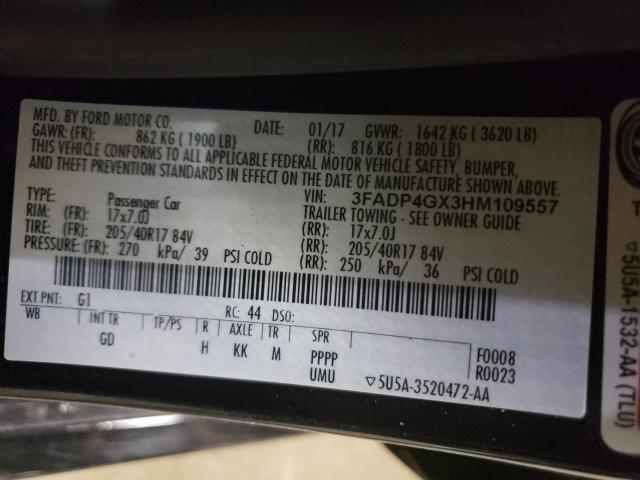 MFD. BY FORD MOTOR CO.
DATE: 01/17 GVWR: 1642 KG ( 3620 LB)
GAWR: (FR): 862 KG ( 1900 LB) (RR): 816 KG ( 1800 LB)
THIS VEHICLE CONFORMS TO ALL APPLICABLE FEDERAL MOTOR VEHICLE SAFETY, BUMPER,
AND THEFT PREVENTION STANDARDS IN EFFECT ON THE DATE OF MANUFACTURE SHOWN ABOVE.
VIN: 3FADP4GX3HM109557
TYPE: Passenger Car TRAILER TOWING - SEE OWNER GUIDE
RIM: (FR): 17x7.0J (RR): 17x7.0J
TIRE: (FR): 205/40R17 84V (RR): 205/40R17 84V
PRESSURE: (FR): 270 kPa/ 39 PSI COLD (RR): 250 kPa/ 36 PSI COLD
EXT PNT: G1 RC: 44 DSO:
WB INT TR TP/PS R AXLE TR SPR
GD H KK M PPPP F0008
UMU R0023
▽5U5A-3520472-AA
▽5U5A-1532-AA (TLU)